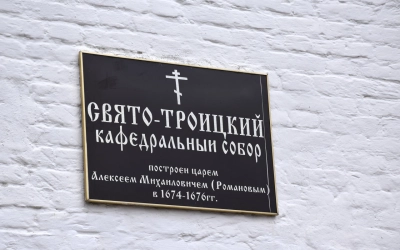 СВЯТО-ТРОИЦКИЙ
КАФЕДРАЛЬНЫЙ СОБОР
построен царем
Алексеем Михайловичем (Романовым)
в 1674-1676гг.